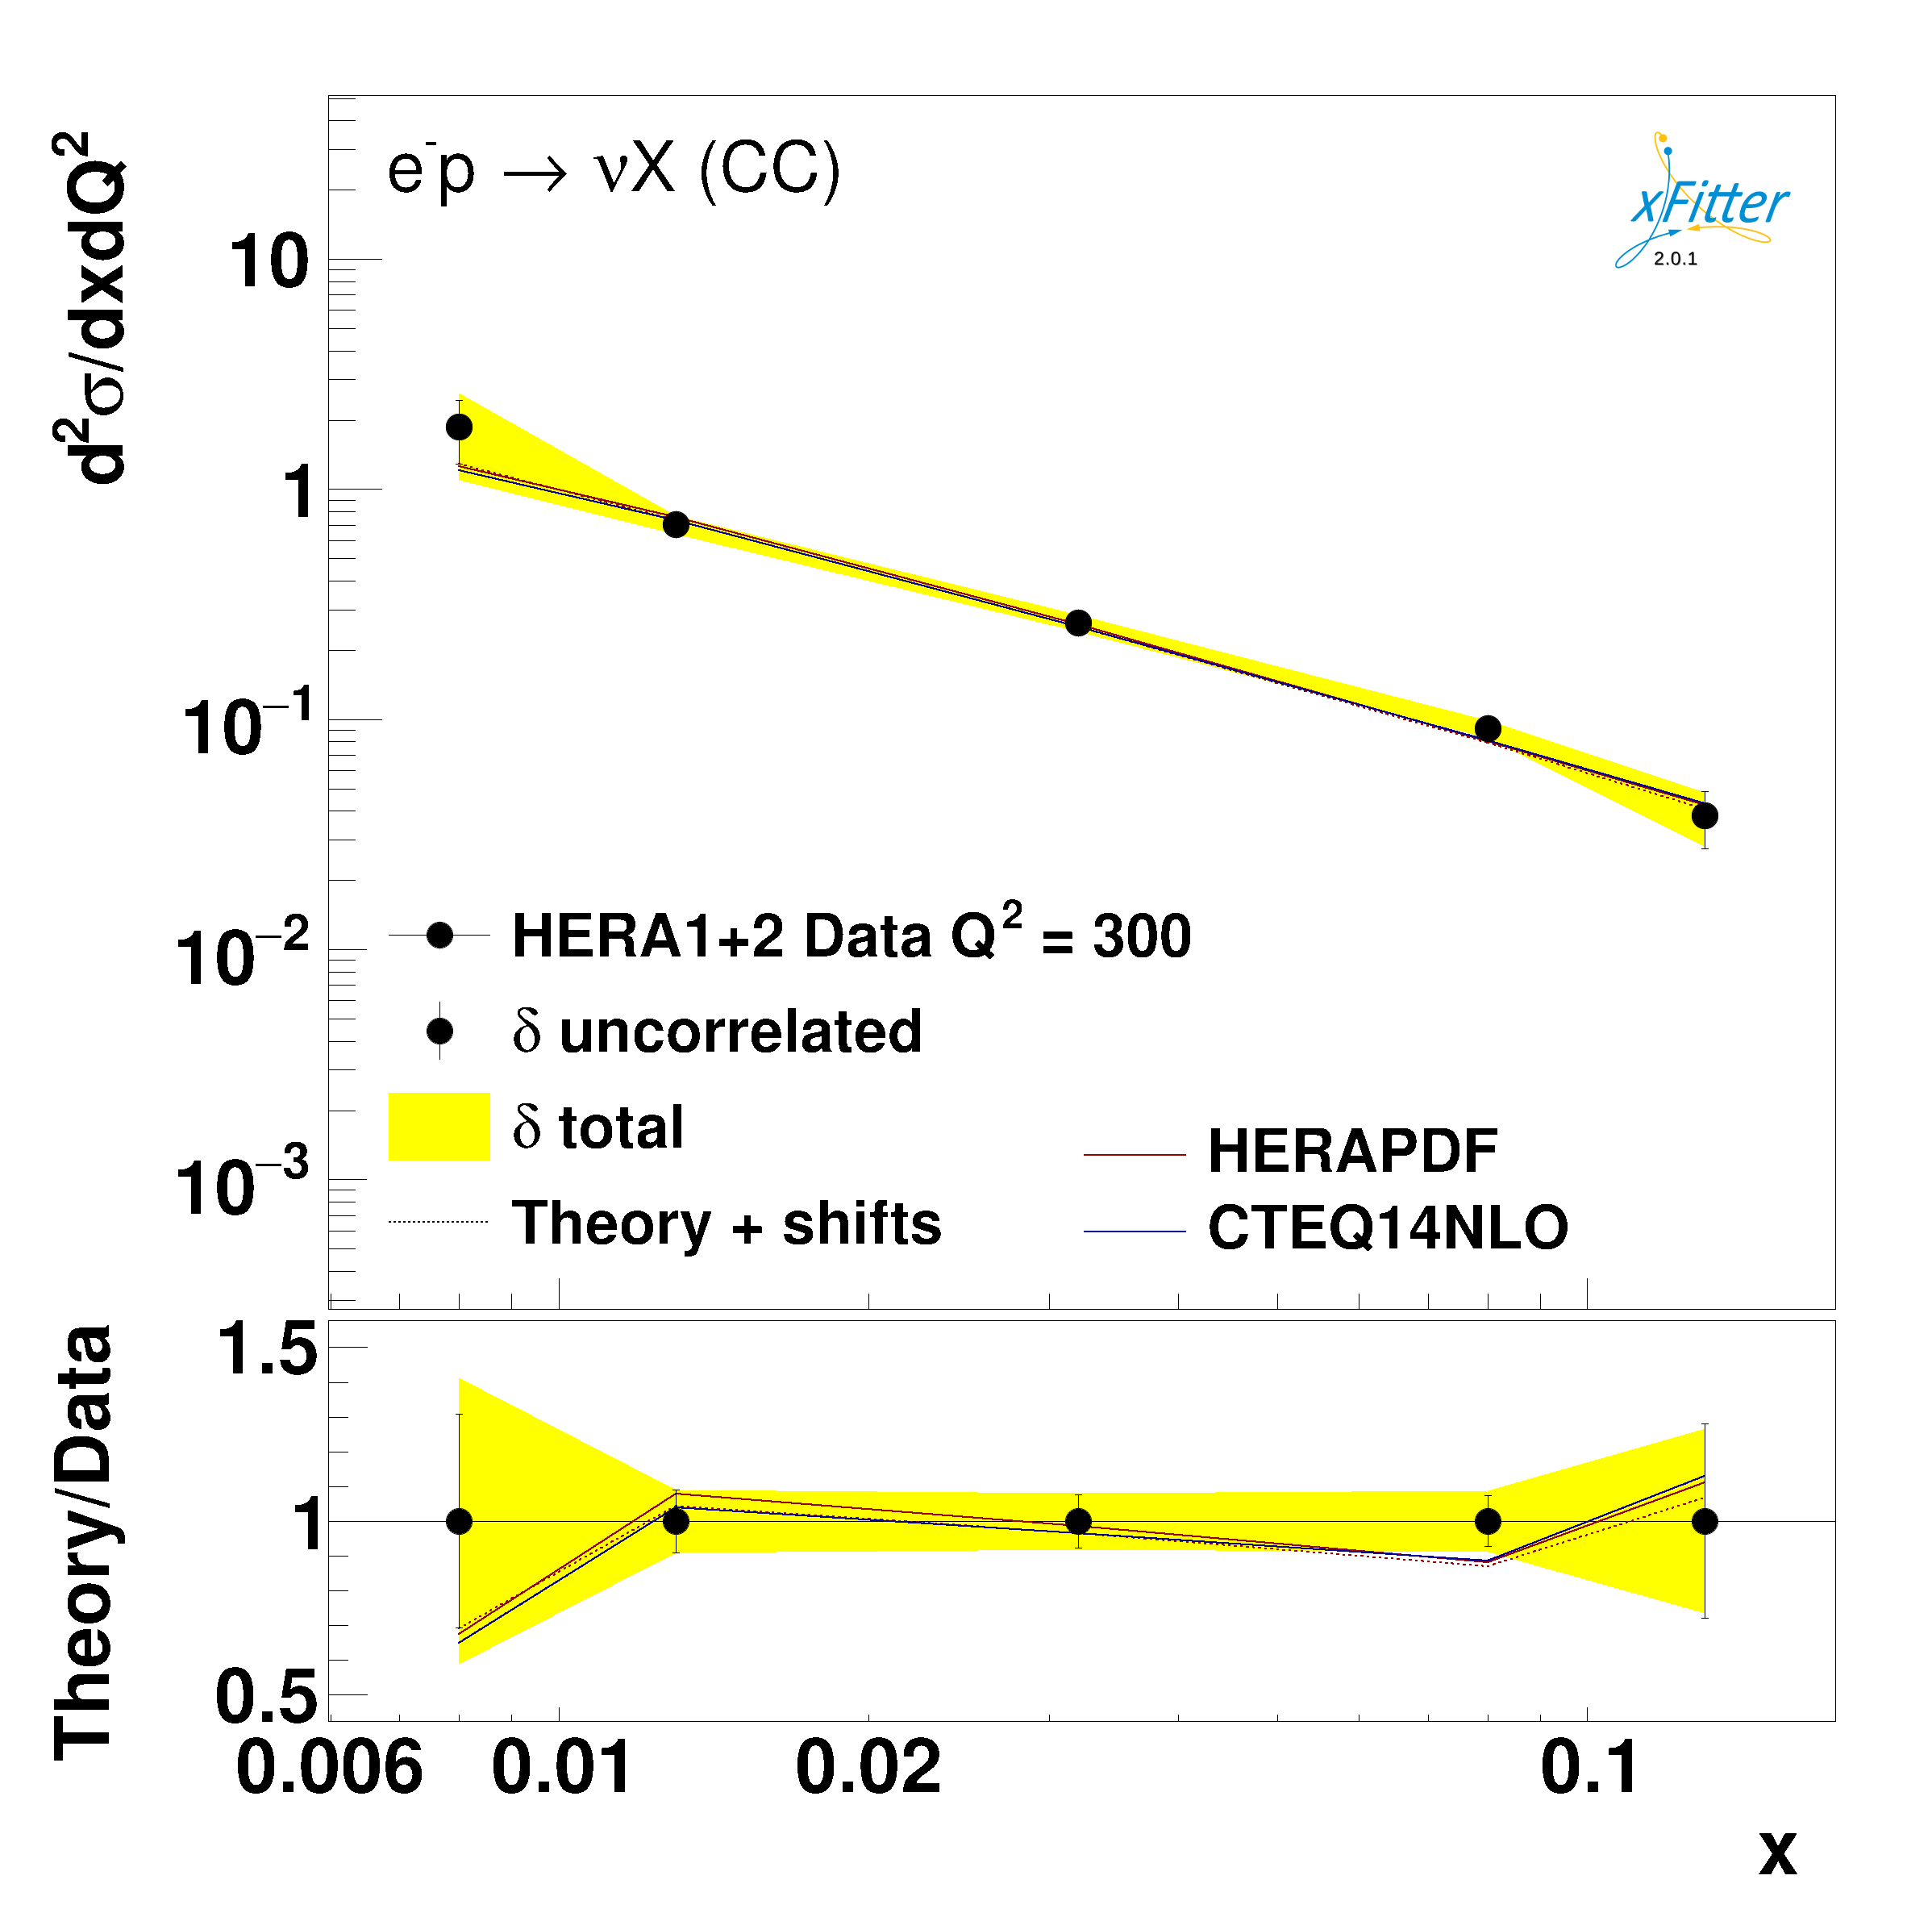 e⁻p → νX (CC)
xFitter
2.0.1
d²σ/dxdQ²
10
1
10⁻¹
10⁻²
10⁻³
HERA1+2 Data Q² = 300
δ uncorrelated
δ total
Theory + shifts
HERAPDF
CTEQ14NLO
Theory/Data
1.5
1
0.5
0.006 0.01 0.02 0.1
x